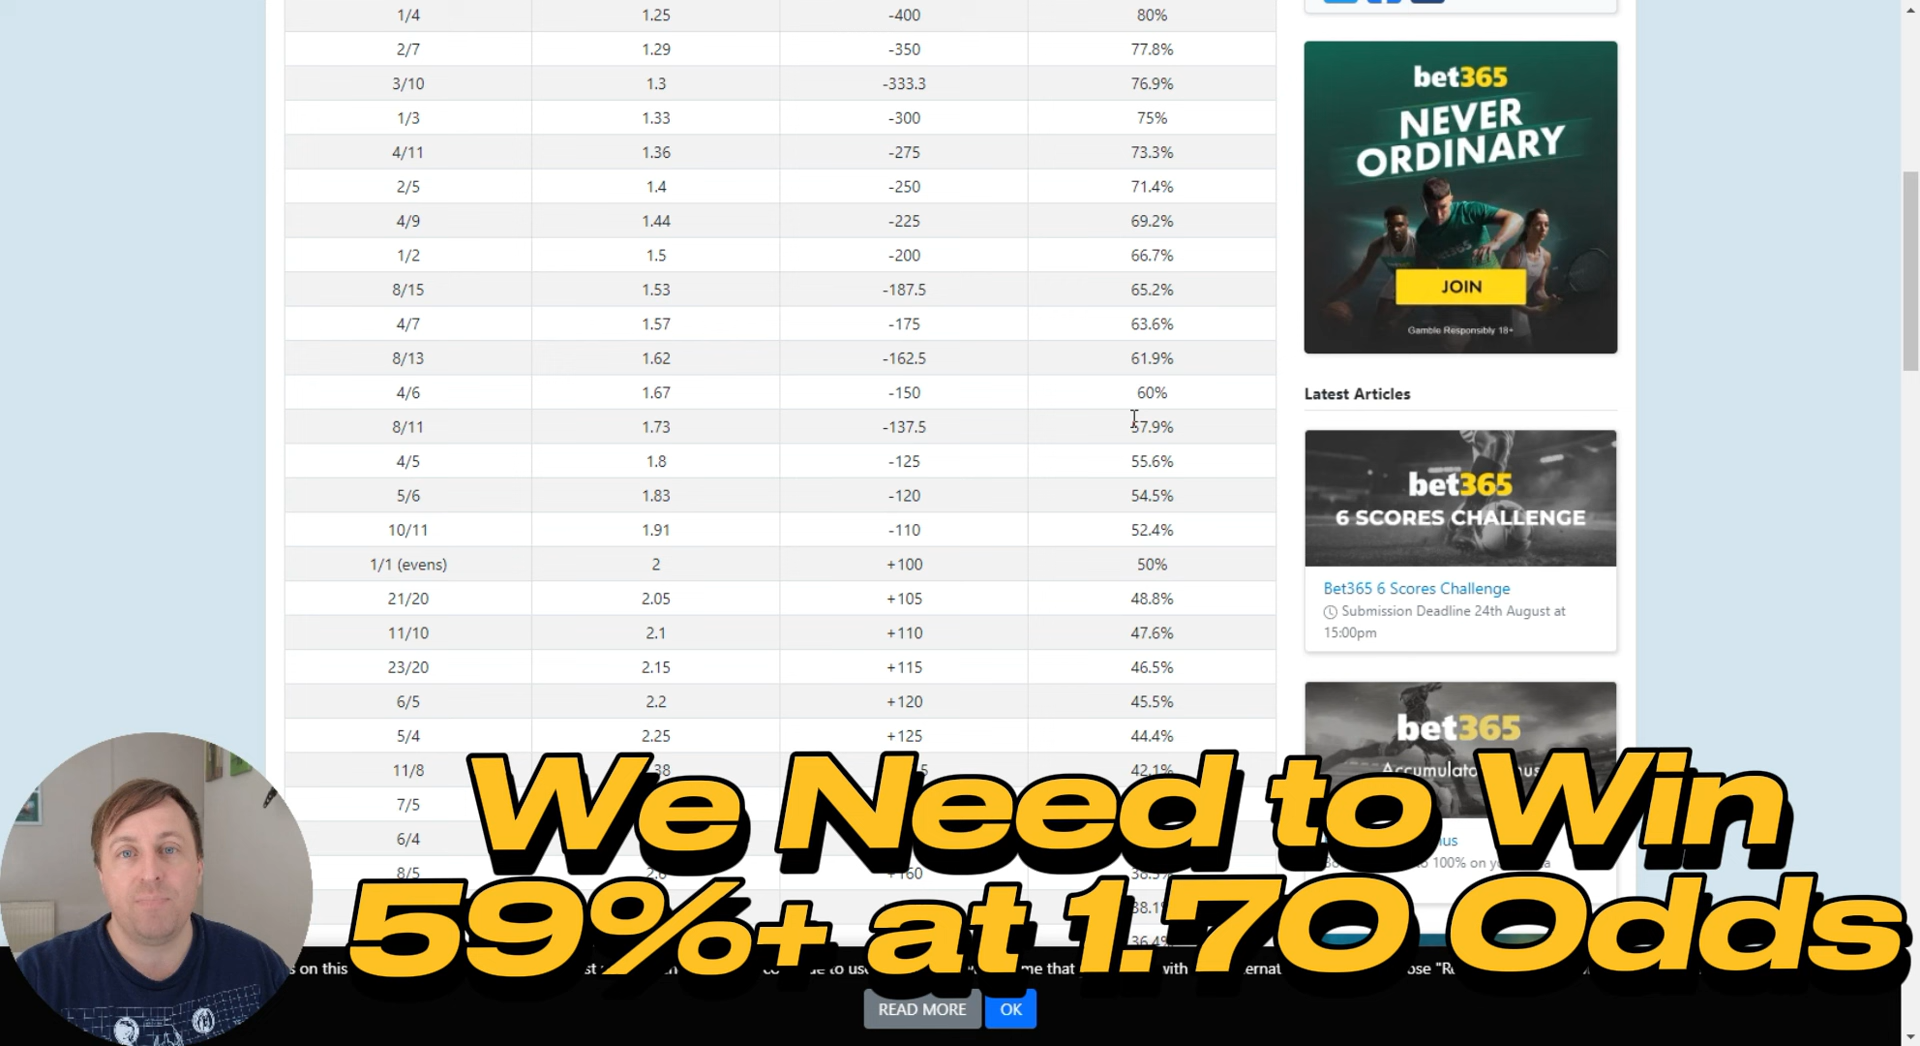 1/4 1.25 -400 80%
2/7 1.29 -350 77.8%
3/10 1.3 -333.3 76.9%
1/3 1.33 -300 75%
4/11 1.36 -275 73.3%
2/5 1.4 -250 71.4%
4/9 1.44 -225 69.2%
1/2 1.5 -200 66.7%
8/15 1.53 -187.5 65.2%
4/7 1.57 -175 63.6%
8/13 1.62 -162.5 61.9%
4/6 1.67 -150 60%
8/11 1.73 -137.5 57.9%
4/5 1.8 -125 55.6%
5/6 1.83 -120 54.5%
10/11 1.91 -110 52.4%
1/1 (evens) 2 +100 50%
21/20 2.05 +105 48.8%
11/10 2.1 +110 47.6%
23/20 2.15 +115 46.5%
6/5 2.2 +120 45.5%
5/4 2.25 +125 44.4%
11/8 42.1%
7/5
6/4
8/5
bet365
NEVER
ORDINARY
JOIN
Gamble Responsibly 18+
Latest Articles
bet365
6 SCORES CHALLENGE
Bet365 6 Scores Challenge
Submission Deadline 24th August at
15:00pm
bet365
We Need to Win
59%+ at 1.70 Odds
on this
READ MORE OK